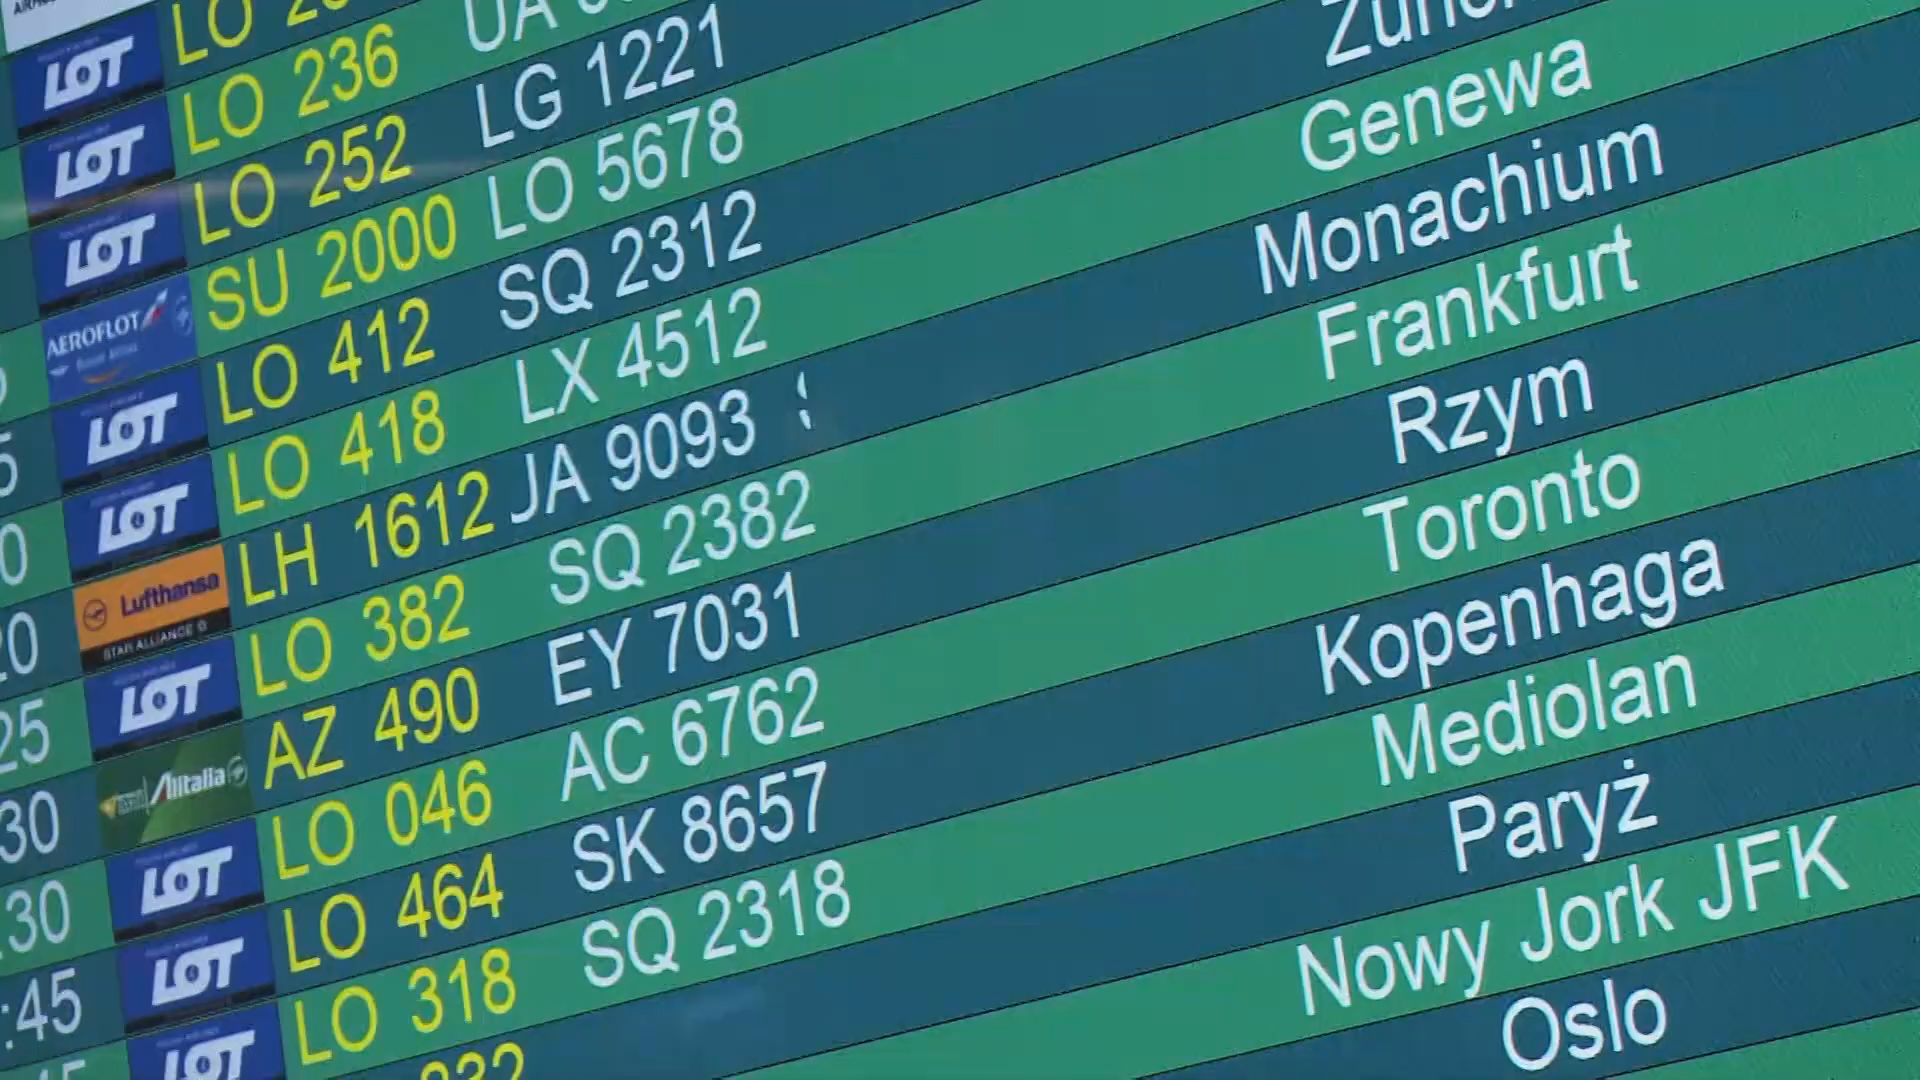 LOT LO
LOT LO 236 UA
LOT LO 252 LG 1221
AEROFLOT SU 2000 LO 5678
LOT LO 412 SQ 2312
LOT LO 418 LX 4512 Genewa
20 Lufthansa STAR ALLIANCE LH 1612 JA 9093 Monachium
25 LOT LO 382 SQ 2382 Frankfurt
30 Alitalia AZ 490 EY 7031 Rzym
:30 LOT LO 046 AC 6762 Toronto
:45 LOT LO 464 SK 8657 Kopenhaga
LOT LO 318 SQ 2318 Mediolan
Paryż
Nowy Jork JFK
Oslo